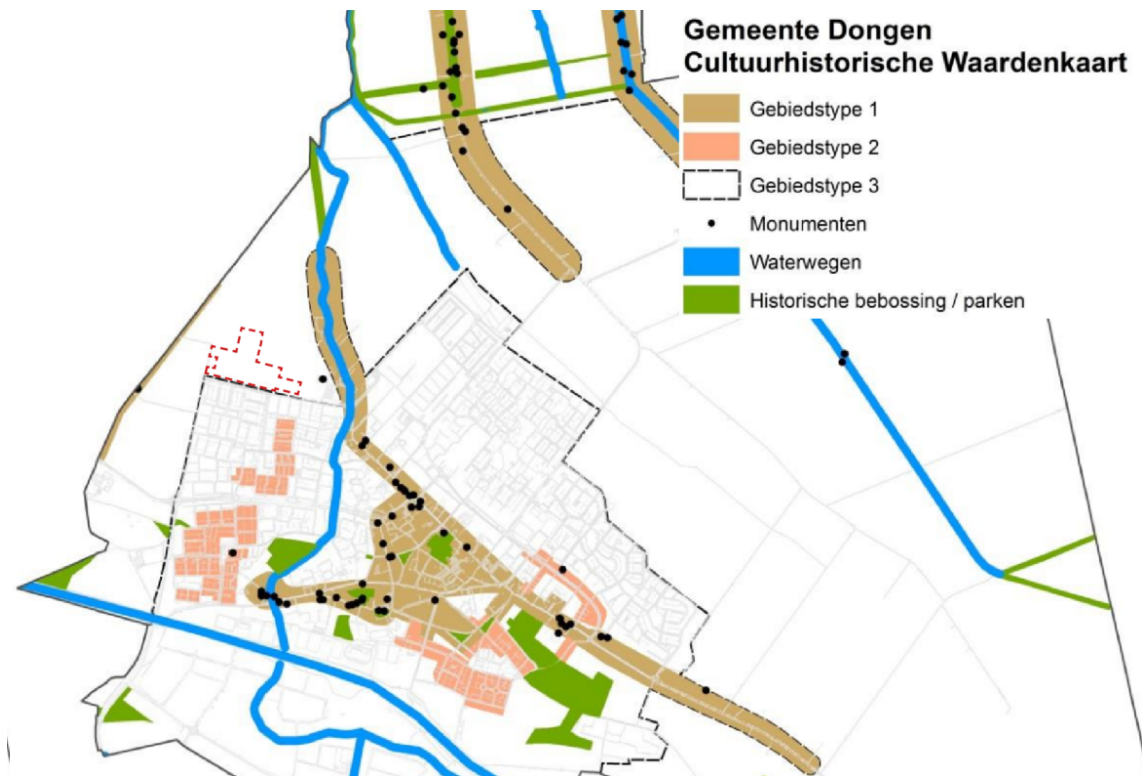 Gemeente Dongen
Cultuurhistorische Waardenkaart
Gebiedstype 1
Gebiedstype 2
Gebiedstype 3
Monumenten
Waterwegen
Historische bebossing / parken